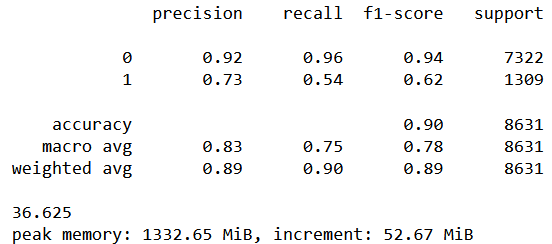 precision recall f1-score support
0 0.92 0.96 0.94 7322
1 0.73 0.54 0.62 1309
accuracy 0.90 8631
macro avg 0.83 0.75 0.78 8631
weighted avg 0.89 0.90 0.89 8631
36.625
peak memory: 1332.65 MiB, increment: 52.67 MiB